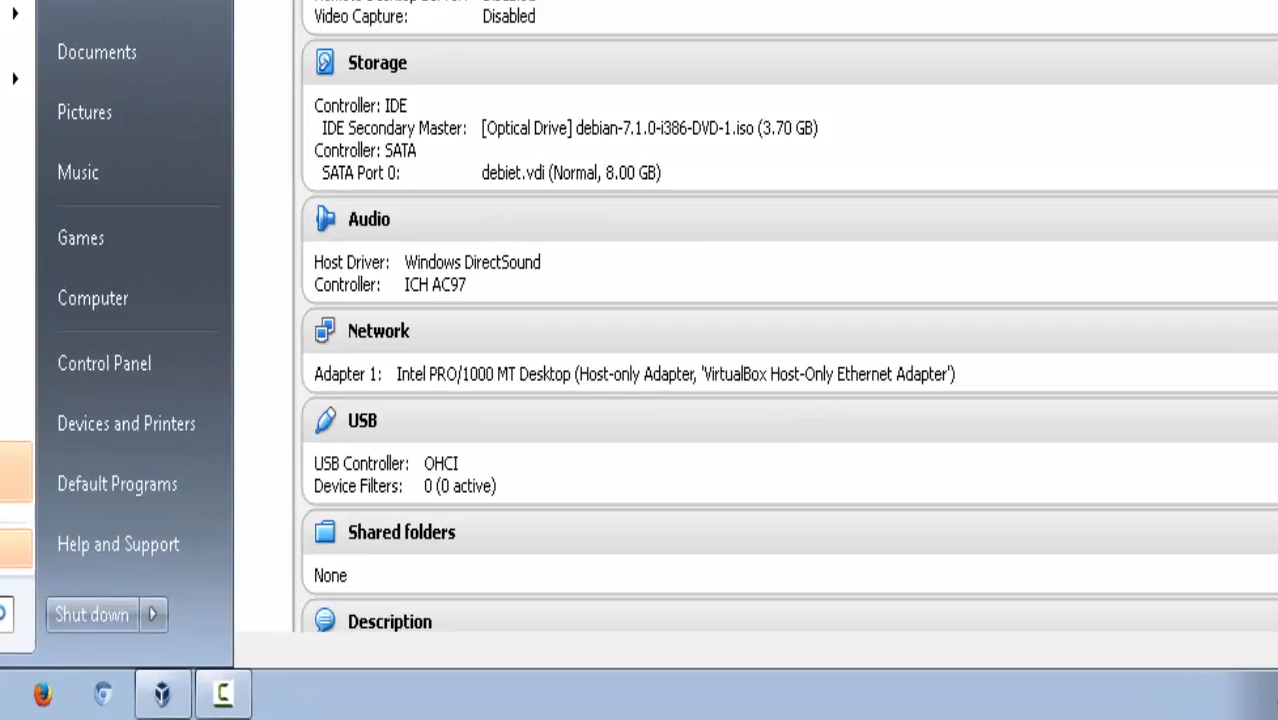 Documents
Pictures
Music
Games
Computer
Control Panel
Devices and Printers
Default Programs
Help and Support
Shut down
Video Capture: Disabled
Storage
Controller: IDE
IDE Secondary Master: [Optical Drive] debian-7.1.0-i386-DVD-1.iso (3.70 GB)
Controller: SATA
SATA Port 0: debiet.vdi (Normal, 8.00 GB)
Audio
Host Driver: Windows DirectSound
Controller: ICH AC97
Network
Adapter 1: Intel PRO/1000 MT Desktop (Host-only Adapter, 'VirtualBox Host-Only Ethernet Adapter')
USB
USB Controller: OHCI
Device Filters: 0 (0 active)
Shared folders
None
Description